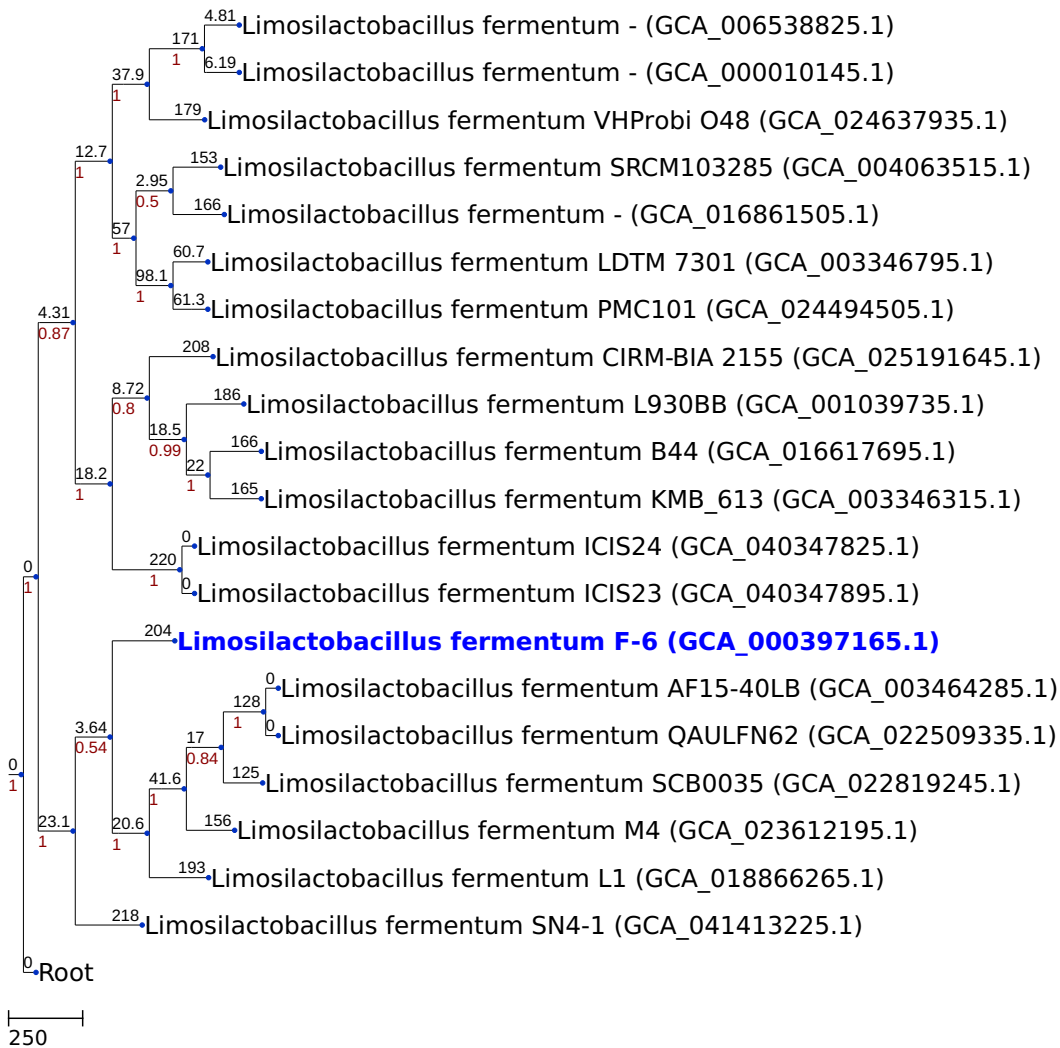 4.81
Limosilactobacillus fermentum - (GCA_006538825.1)
171
1
6.19
Limosilactobacillus fermentum - (GCA_000010145.1)
37.9
1
179
Limosilactobacillus fermentum VHProbi O48 (GCA_024637935.1)
12.7
1
153
Limosilactobacillus fermentum SRCM103285 (GCA_004063515.1)
2.95
0.5
166
Limosilactobacillus fermentum - (GCA_016861505.1)
57
1
60.7
Limosilactobacillus fermentum LDTM 7301 (GCA_003346795.1)
98.1
1
61.3
Limosilactobacillus fermentum PMC101 (GCA_024494505.1)
4.31
0.87
208
Limosilactobacillus fermentum CIRM-BIA 2155 (GCA_025191645.1)
8.72
0.8
186
Limosilactobacillus fermentum L930BB (GCA_001039735.1)
18.5
0.99
166
Limosilactobacillus fermentum B44 (GCA_016617695.1)
22
1
165
Limosilactobacillus fermentum KMB_613 (GCA_003346315.1)
18.2
1
0
Limosilactobacillus fermentum ICIS24 (GCA_040347825.1)
220
1
0
Limosilactobacillus fermentum ICIS23 (GCA_040347895.1)
0
1
204
Limosilactobacillus fermentum F-6 (GCA_000397165.1)
0
Limosilactobacillus fermentum AF15-40LB (GCA_003464285.1)
128
1
0
Limosilactobacillus fermentum QAULFN62 (GCA_022509335.1)
3.64
0.54
17
0.84
125
Limosilactobacillus fermentum SCB0035 (GCA_022819245.1)
0
1
41.6
1
156
Limosilactobacillus fermentum M4 (GCA_023612195.1)
23.1
1
20.6
1
193
Limosilactobacillus fermentum L1 (GCA_018866265.1)
218
Limosilactobacillus fermentum SN4-1 (GCA_041413225.1)
0
Root
250